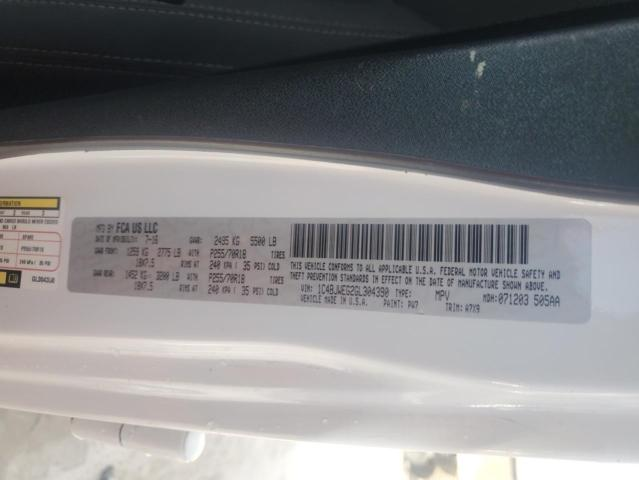 MFD BY FCA US LLC
DATE OF MFR 7-16 GVWR: 2495 KG 5500 LB
GAWR FRONT: 1259 KG 2775 LB P255/70R18 TIRES
18X7.5 RIMS AT 240 KPA ( 35 PSI) COLD
GAWR REAR: 1452 KG 3200 LB P255/70R18 TIRES
18X7.5 RIMS AT 240 KPA ( 35 PSI) COLD
THIS VEHICLE CONFORMS TO ALL APPLICABLE U.S.A. FEDERAL MOTOR VEHICLE SAFETY
AND THEFT PREVENTION STANDARDS IN EFFECT ON THE DATE OF MANUFACTURE SHOWN ABOVE.
VEHICLE MADE IN U.S.A.
VIN: 1C4BJWEG2GL304390 TYPE: MPV MDH: 071203 505AA
PAINT: PW7 TRIM: A7X9
GL304390